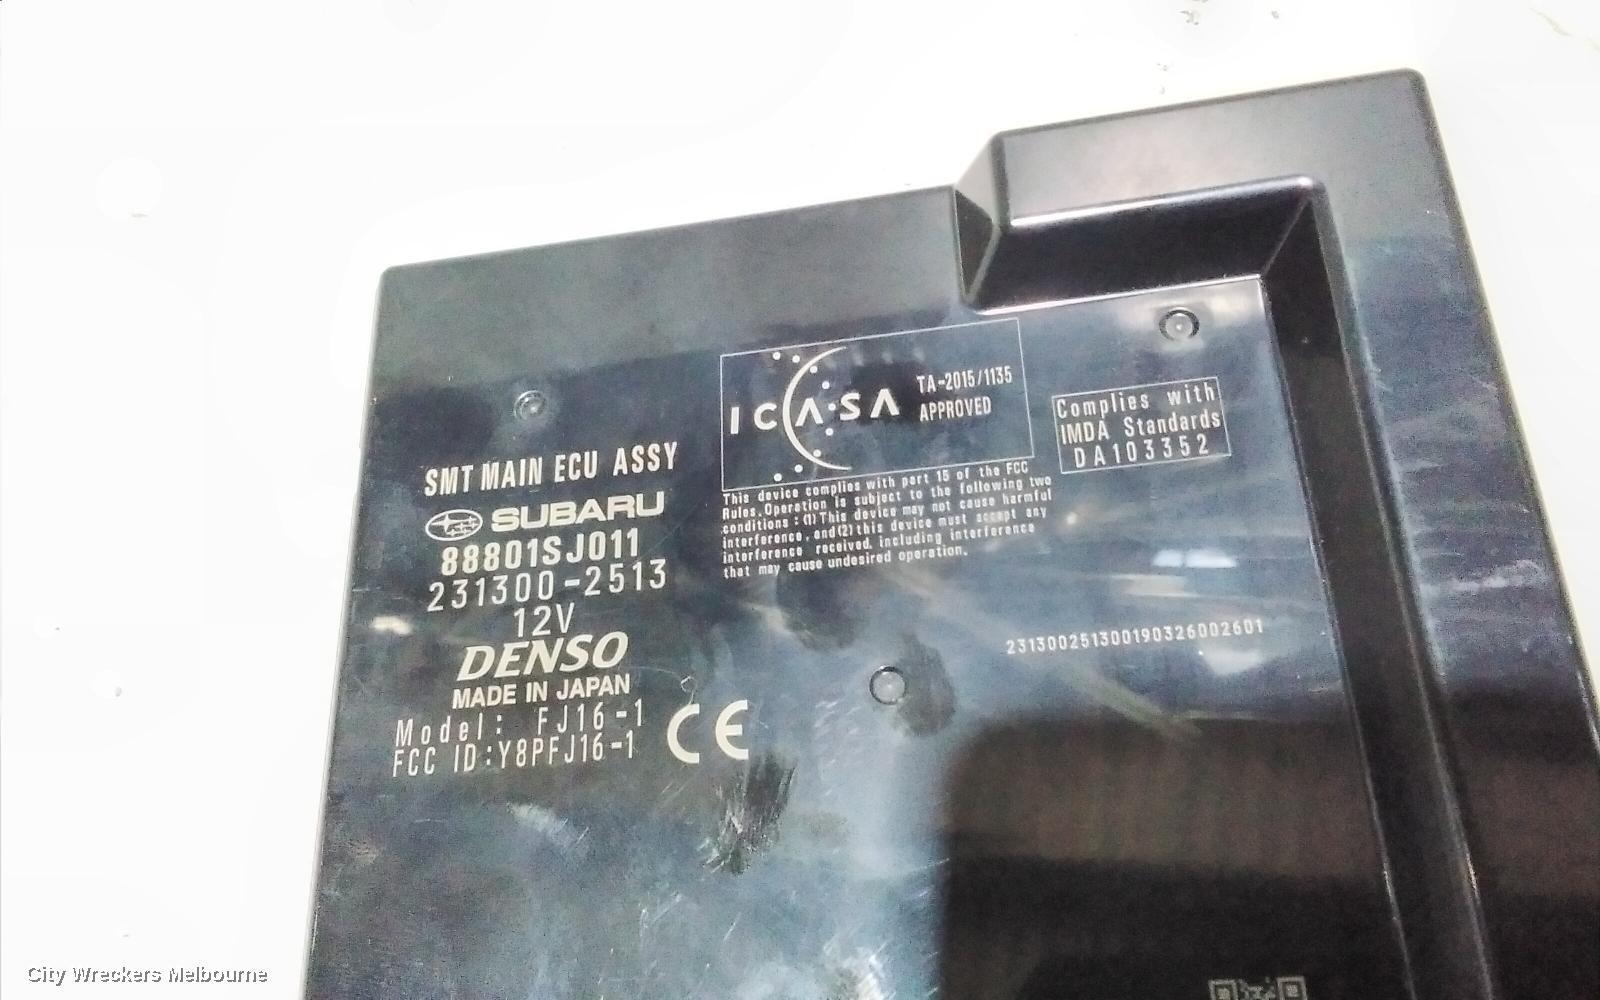 SMT MAIN ECU ASSY
SUBARU
88801SJ011
231300-2513
12V
DENSO
MADE IN JAPAN
Model: FJ16-1
FCC ID:Y8PFJ16-1
CE
ICASA
TA-2015/1135
APPROVED
This device complies with part 15 of the FCC
Rules. Operation is subject to the following two
conditions : (1) This device may not cause harmful
interference, and (2) this device must accept any
interference received, including interference
that may cause undesired operation.
Complies with
IMDA Standards
DA103352
231300251300190326002601
City Wreckers Melbourne